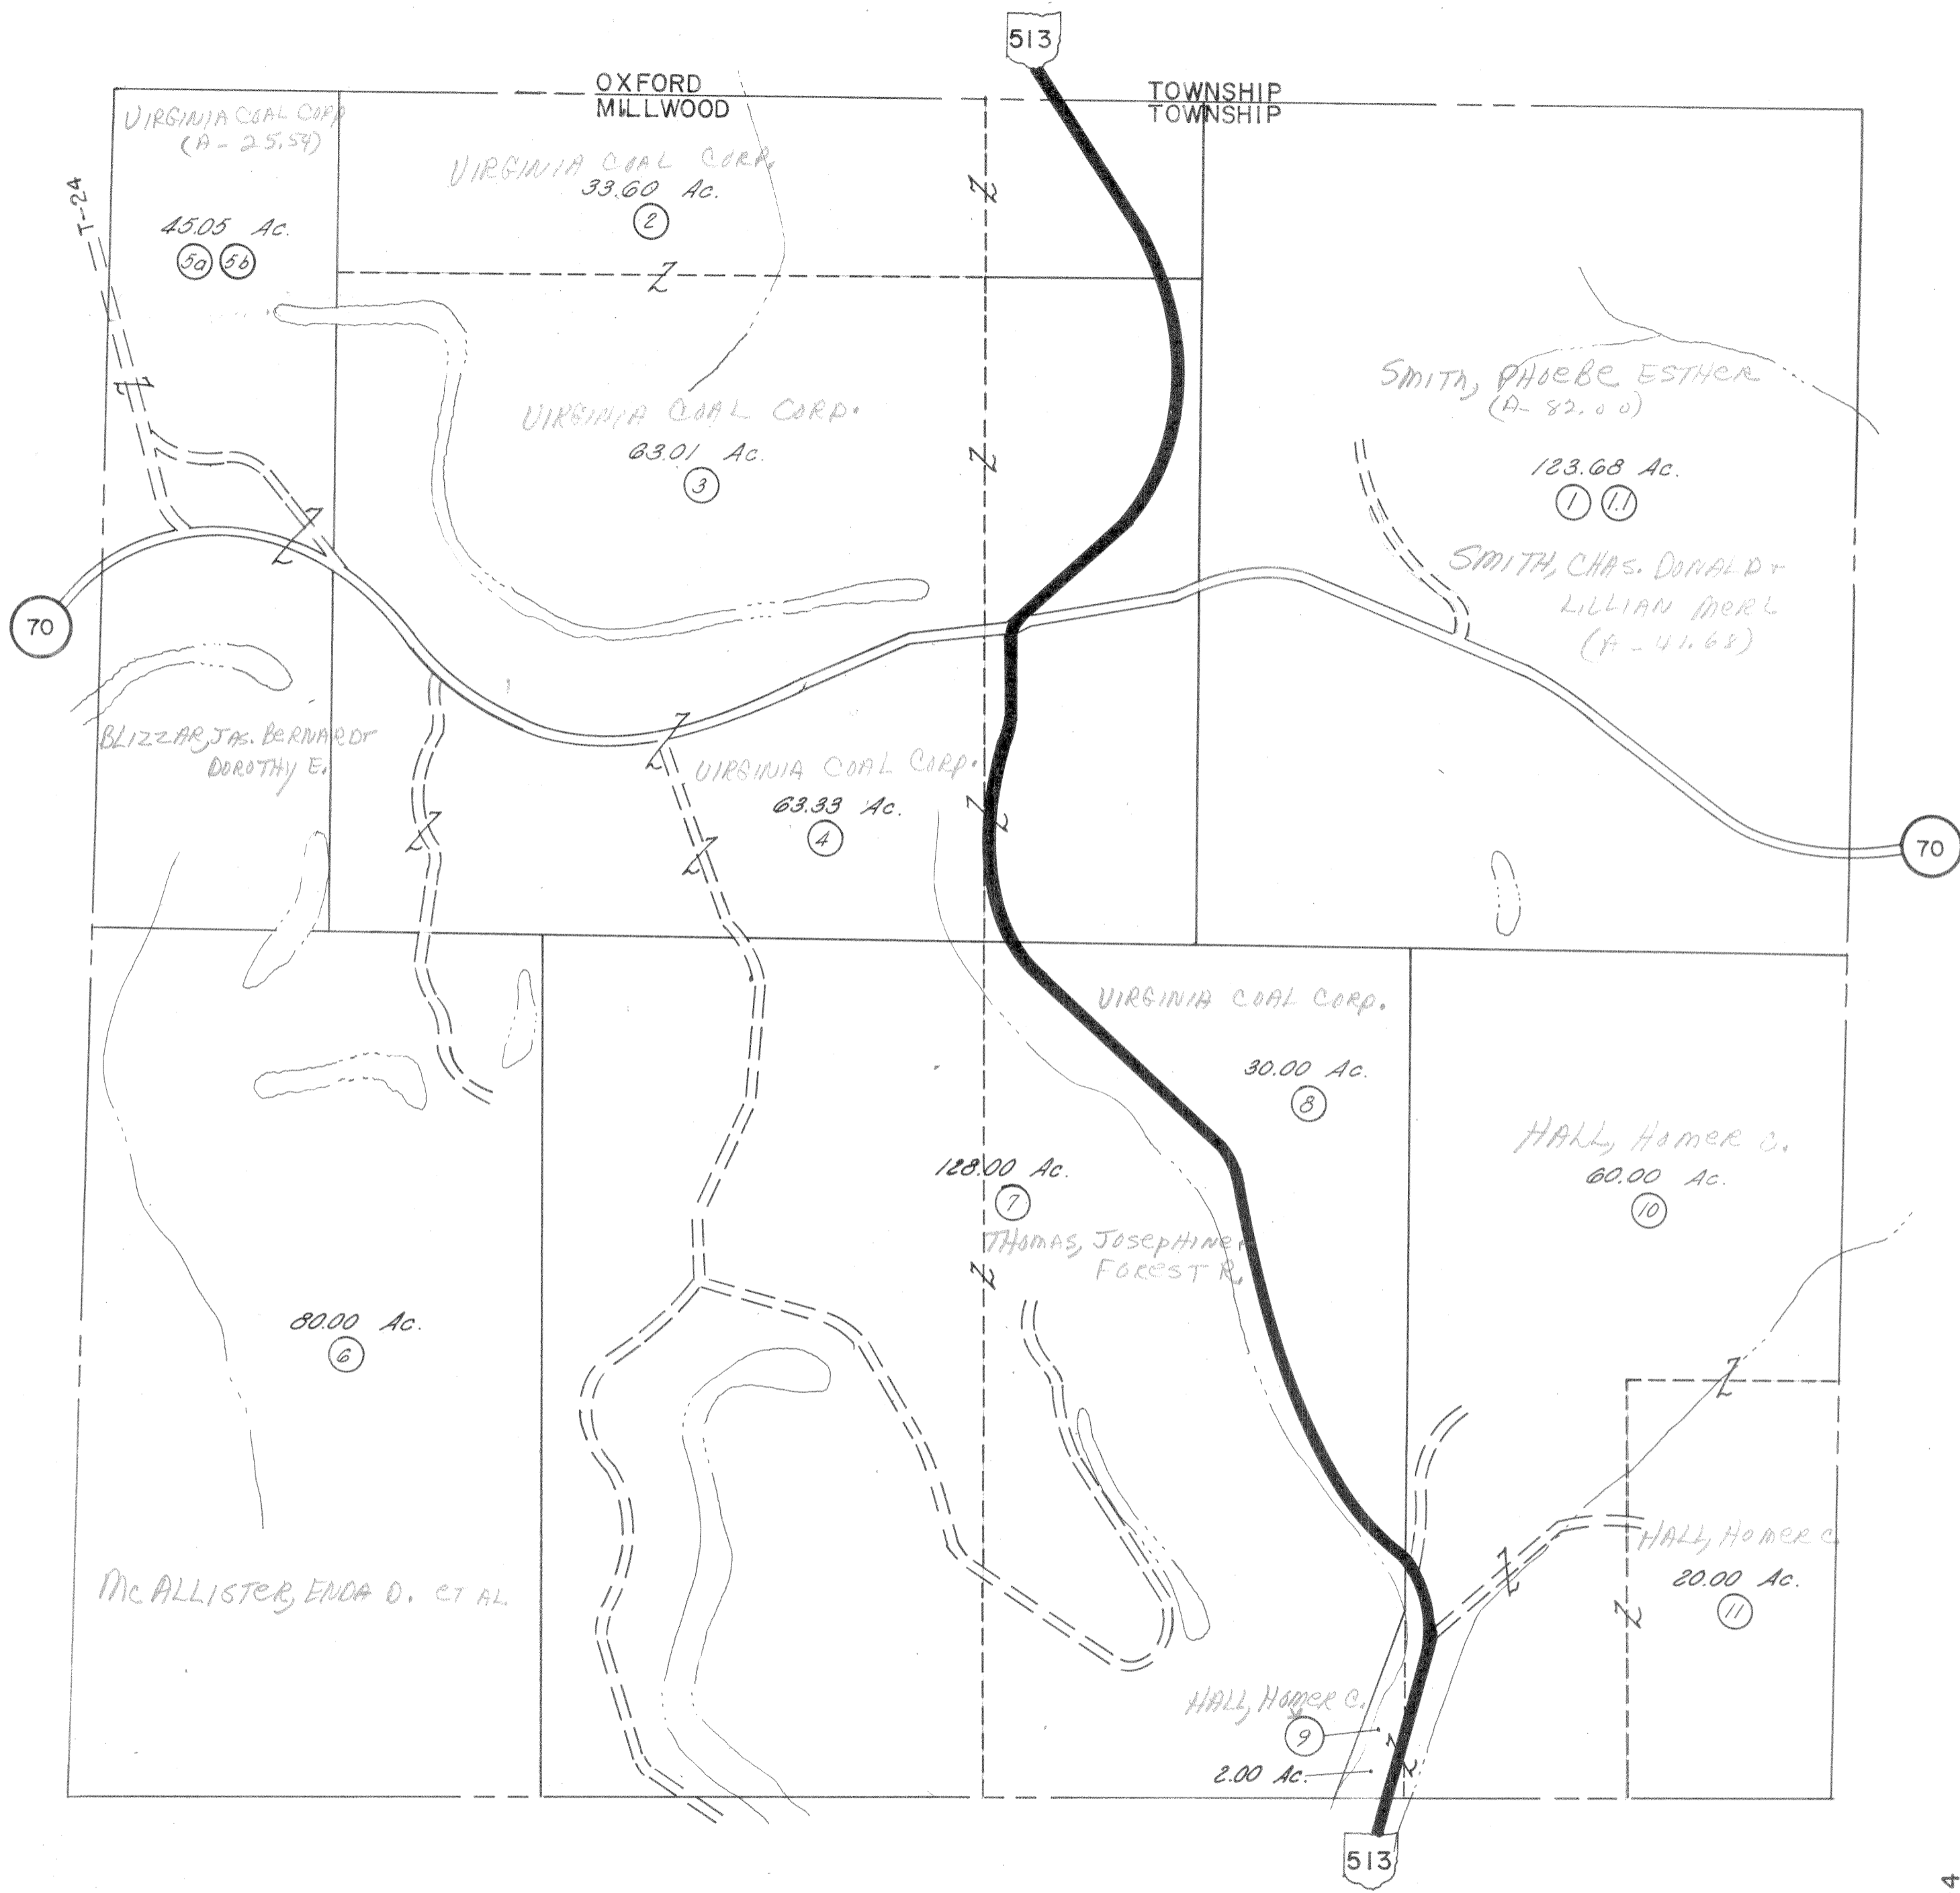 513
OXFORD TOWNSHIP
MILLWOOD TOWNSHIP
VIRGINIA COAL CORP
(A-25.54)
T-24
45.05 Ac.
5a 5b
VIRGINIA COAL CORP.
33.60 Ac.
2
VIRGINIA COAL CORP.
63.01 Ac.
3
SMITH, PHOEBE ESTHER
(A-82.00)
123.68 Ac.
1 1.1
SMITH, CHAS. DONALD +
LILLIAN MERL
(A-41.68)
70
BLIZZAR, JAS. BERNARD +
DOROTHY E.
VIRGINIA COAL CORP.
63.33 Ac.
4
70
VIRGINIA COAL CORP.
30.00 Ac.
8
HALL, HOMER C.
60.00 Ac.
10
128.00 Ac.
7
THOMAS, JOSEPHINE +
FOREST R.
80.00 Ac.
6
MCALLISTER, ENDA D. ET AL
HALL, HOMER C
20.00 Ac.
11
HALL, HOMER C.
9
2.00 Ac.
513
4